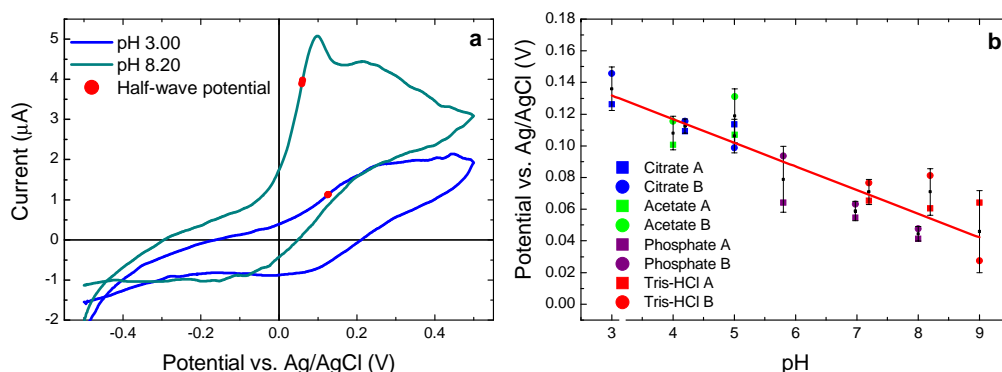 a
pH 3.00
pH 8.20
Half-wave potential
Current (µA)
5
4
3
2
1
0
-1
-2
-0.4
-0.2
0.0
0.2
0.4
Potential vs. Ag/AgCl (V)
b
Potential vs. Ag/AgCl (V)
0.18
0.16
0.14
0.12
0.10
0.08
0.06
0.04
0.02
0.00
Citrate A
Citrate B
Acetate A
Acetate B
Phosphate A
Phosphate B
Tris-HCl A
Tris-HCl B
3
4
5
6
7
8
9
pH